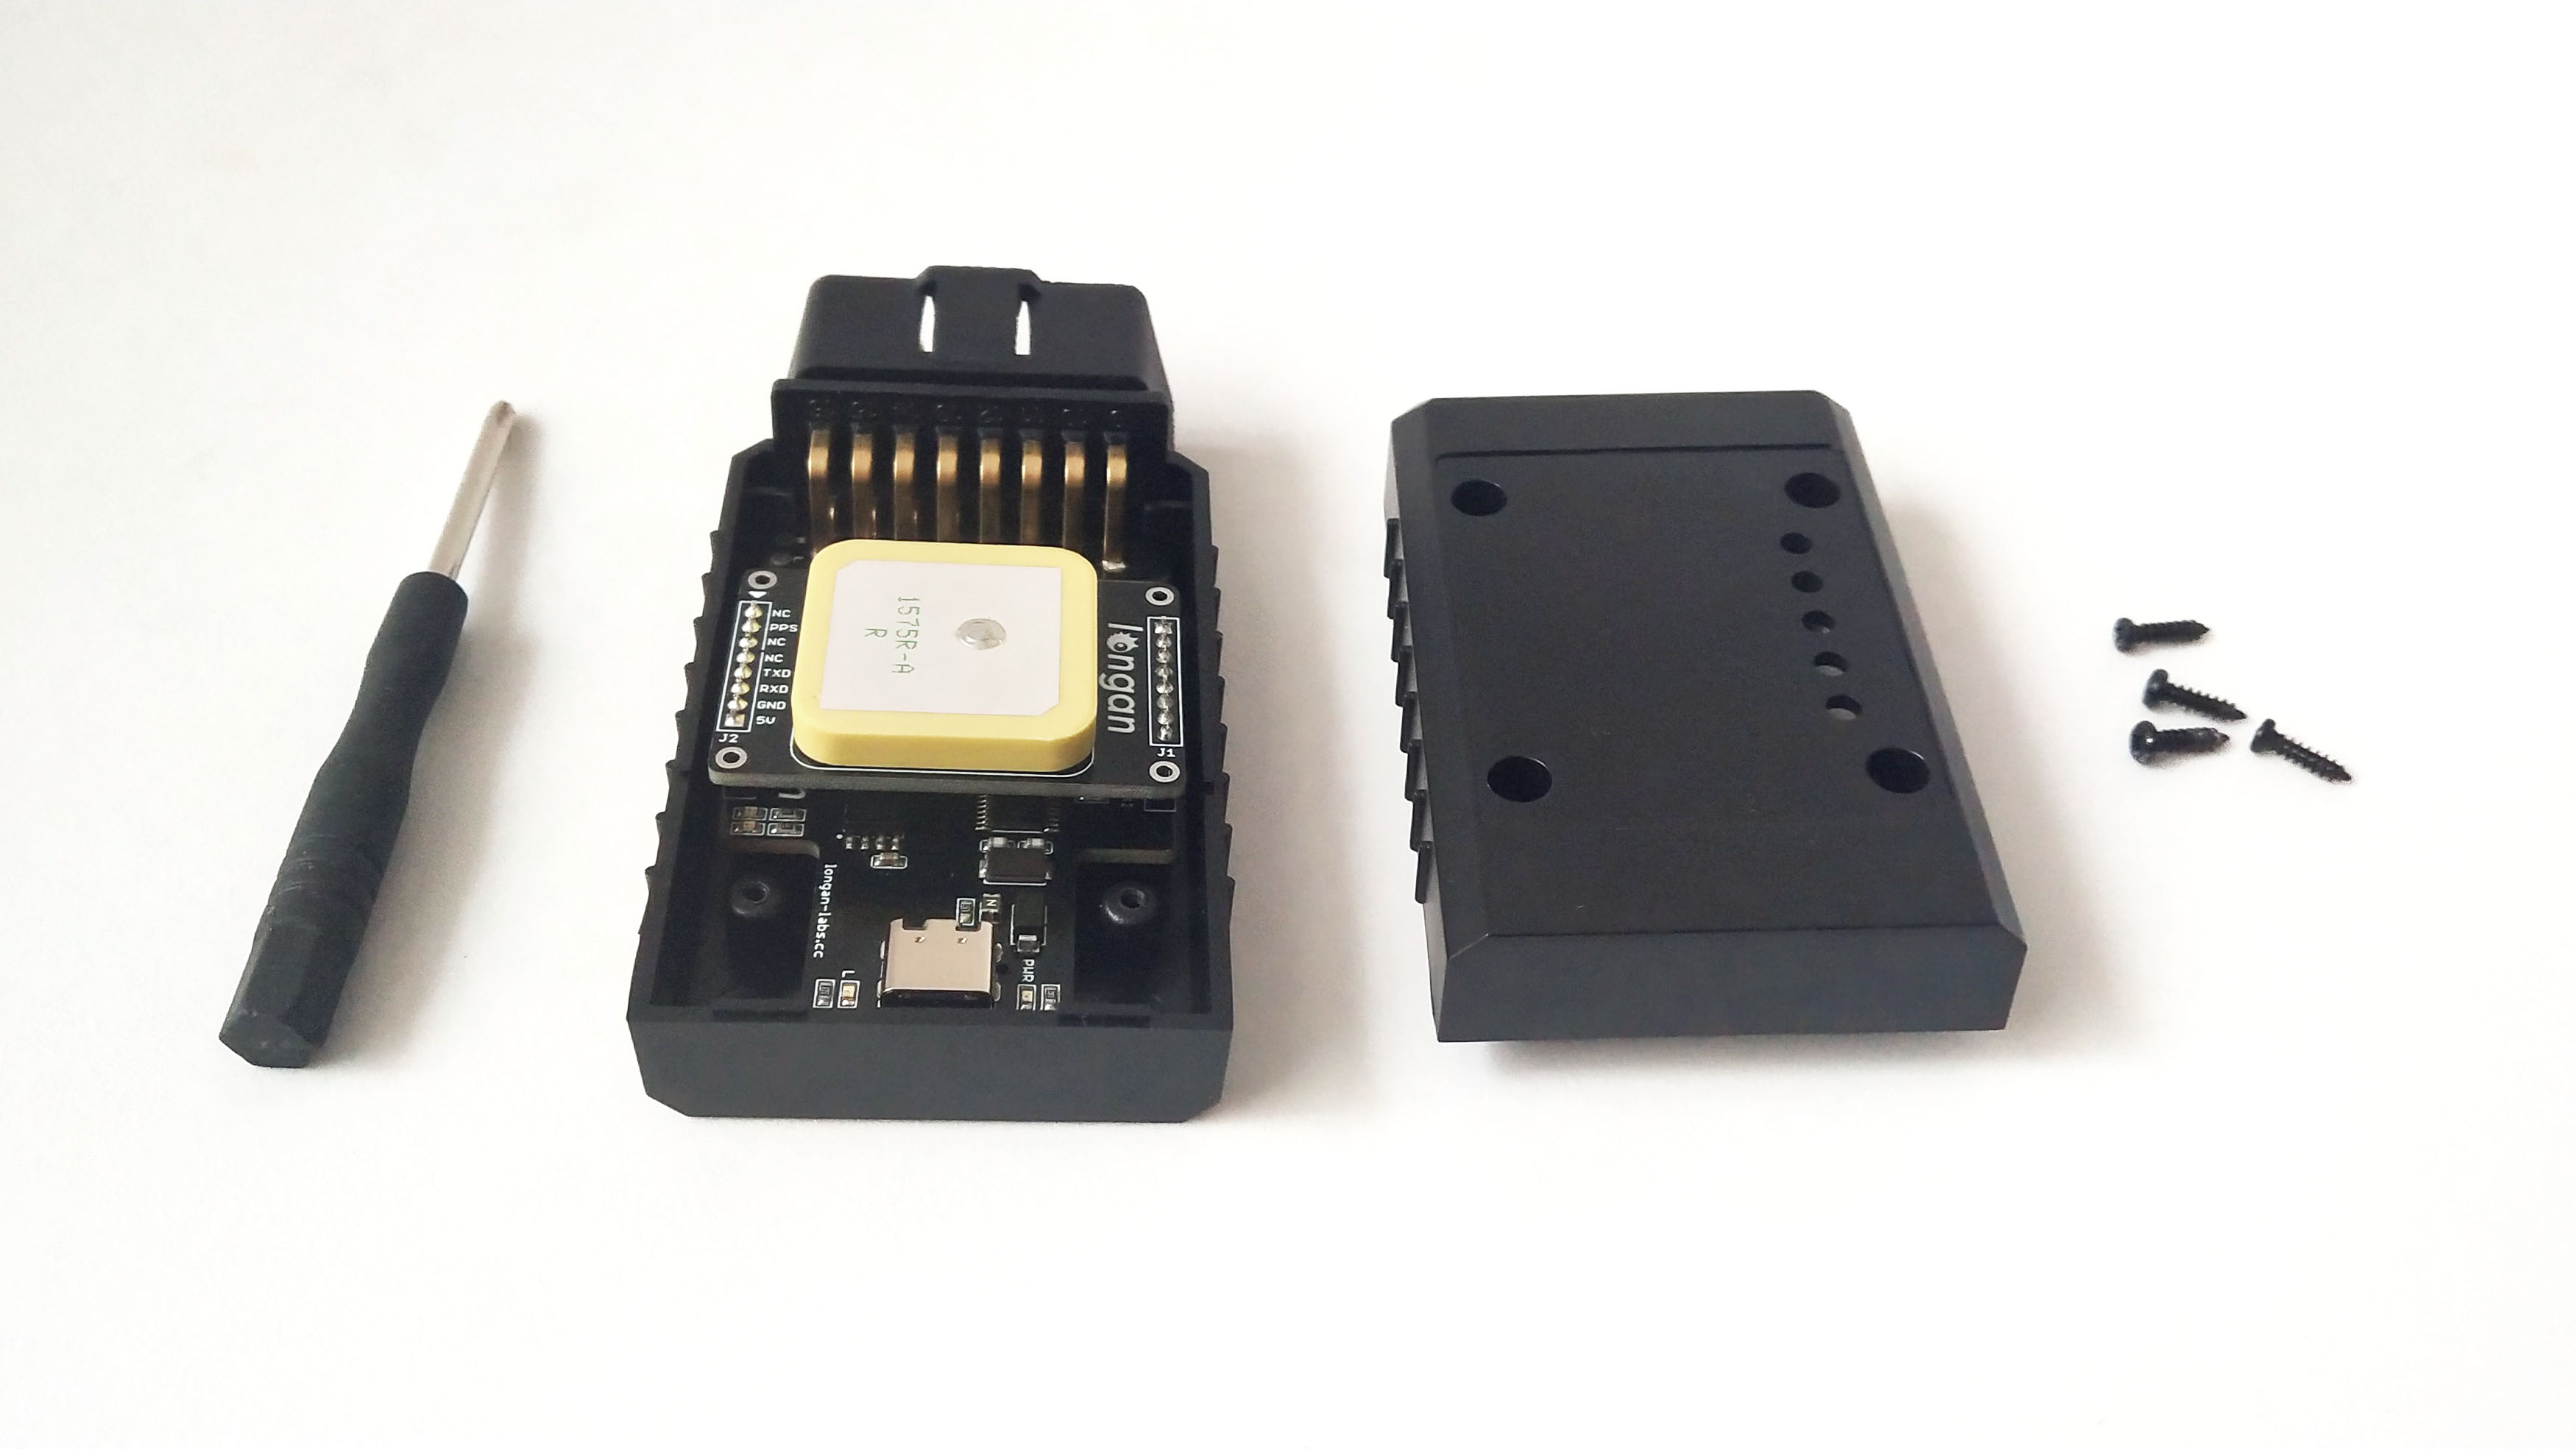 1575R-A
R
NC
PPS
NC
NC
TXD
RXD
GND
5V
J2
longan
J1
longan-labs.cc
L
PWR